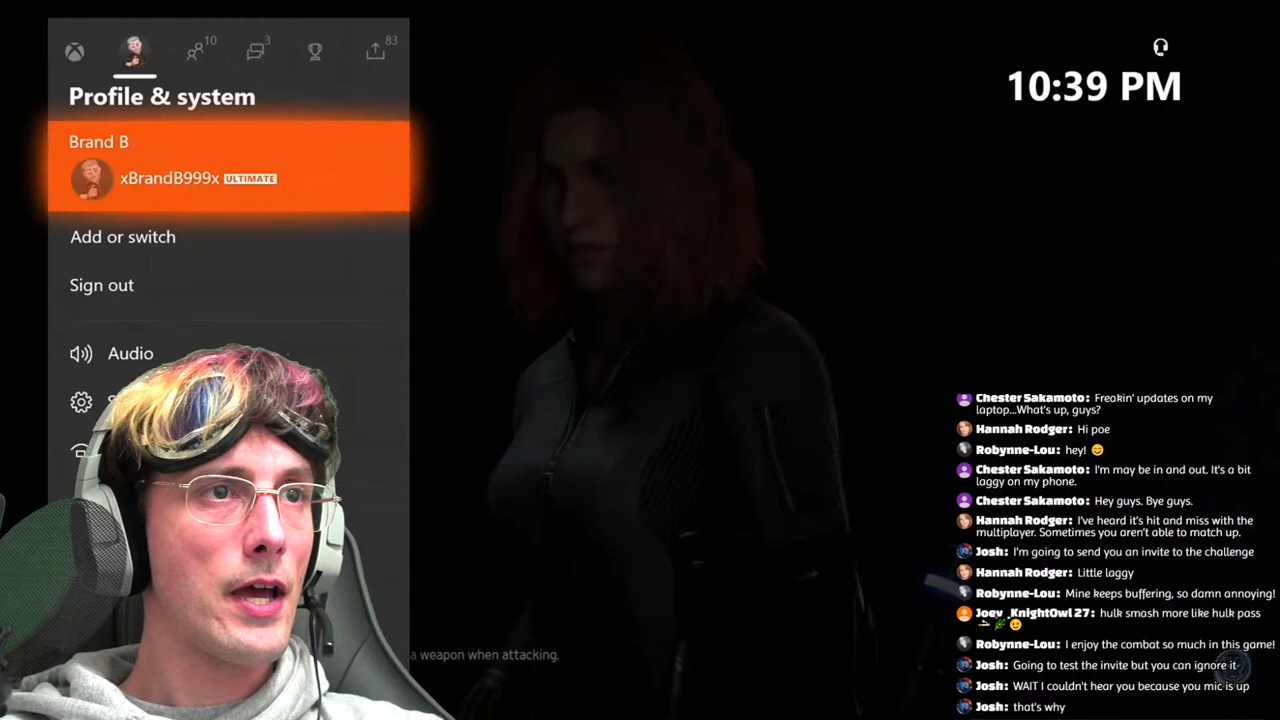 10
3
83
Profile & system
Brand B
xBrandB999x ULTIMATE
Add or switch
Sign out
Audio
10:39 PM
a weapon when attacking.
Chester Sakamoto: Freakin' updates on my
laptop...What's up, guys?
Hannah Rodger: Hi poe
Robynne-Lou: hey! 😊
Chester Sakamoto: I'm may be in and out. It's a bit
laggy on my phone.
Chester Sakamoto: Hey guys. Bye guys.
Hannah Rodger: I've heard it's hit and miss with the
multiplayer. Sometimes you aren't able to match up.
Josh: I'm going to send you an invite to the challenge
Hannah Rodger: Little laggy
Robynne-Lou: Mine keeps buffering, so damn annoying!
Joey_KnightOwl27: hulk smash more like hulk pass
Robynne-Lou: I enjoy the combat so much in this game!
Josh: Going to test the invite but you can ignore it
Josh: WAIT I couldn't hear you because you mic is up
Josh: that's why